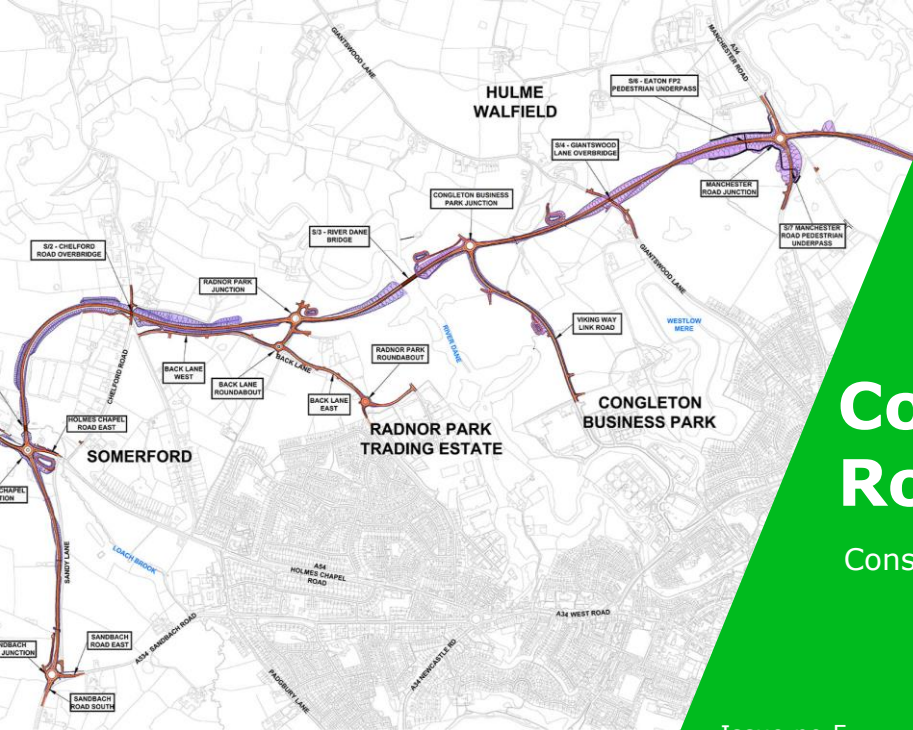 GIANTSWOOD LANE
HULME
WALFIELD
A34
MANCHESTER ROAD
S/6 - EATON FP2
PEDESTRIAN UNDERPASS
S/4 - GIANTSWOOD
LANE OVERBRIDGE
MANCHESTER
ROAD JUNCTION
CONGLETON BUSINESS
PARK JUNCTION
S/7 MANCHESTER
ROAD PEDESTRIAN
UNDERPASS
S/3 - RIVER DANE
BRIDGE
S/2 - CHELFORD
ROAD OVERBRIDGE
GIANTSWOOD LANE
RADNOR PARK
JUNCTION
WESTLOW
MERE
VIKING WAY
LINK ROAD
RIVER DANE
RADNOR PARK
ROUNDABOUT
BACK LANE
BACK LANE
WEST
CHELFORD ROAD
BACK LANE
ROUNDABOUT
BACK LANE
EAST
CONGLETON
BUSINESS PARK
Co
Ro
HOLMES CHAPEL
ROAD EAST
RADNOR PARK
TRADING ESTATE
SOMERFORD
CHAPEL
TION
Cons
LOACH BROOK
SANDY LANE
A54
HOLMES CHAPEL
ROAD
A34 WEST ROAD
A534 SANDBACH ROAD
NDBACH
JUNCTION
SANDBACH
ROAD EAST
A34 NEWCASTLE RD
PADGBURY LANE
SANDBACH
ROAD SOUTH